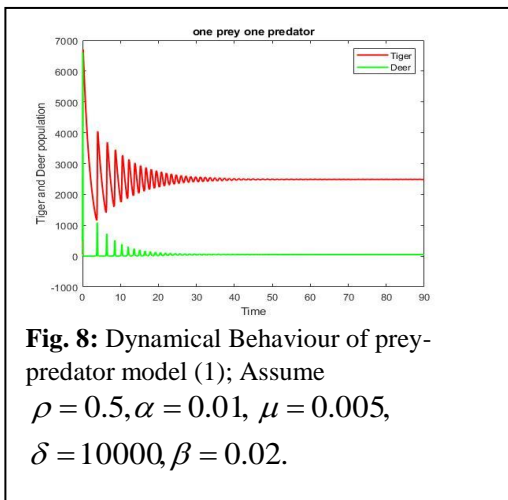 one prey one predator
Tiger
Deer
7000
6000
5000
4000
3000
2000
1000
0
-1000
Tiger and Deer population
0 10 20 30 40 50 60 70 80 90
Time
Fig. 8: Dynamical Behaviour of prey-
predator model (1); Assume
ρ = 0.5, α = 0.01, μ = 0.005,
δ = 10000, β = 0.02.